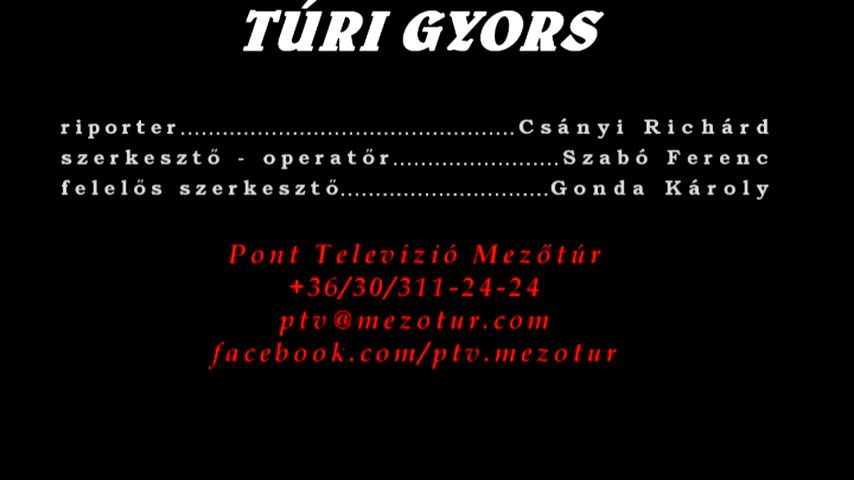 TÚRI GYORS
riporter................................................Csányi Richárd
szerkesztő - operatőr........................Szabó Ferenc
felelős szerkesztő..............................Gonda Károly
Pont Televízió Mezőtúr
+36/30/311-24-24
ptv@mezotur.com
facebook.com/ptv.mezotur